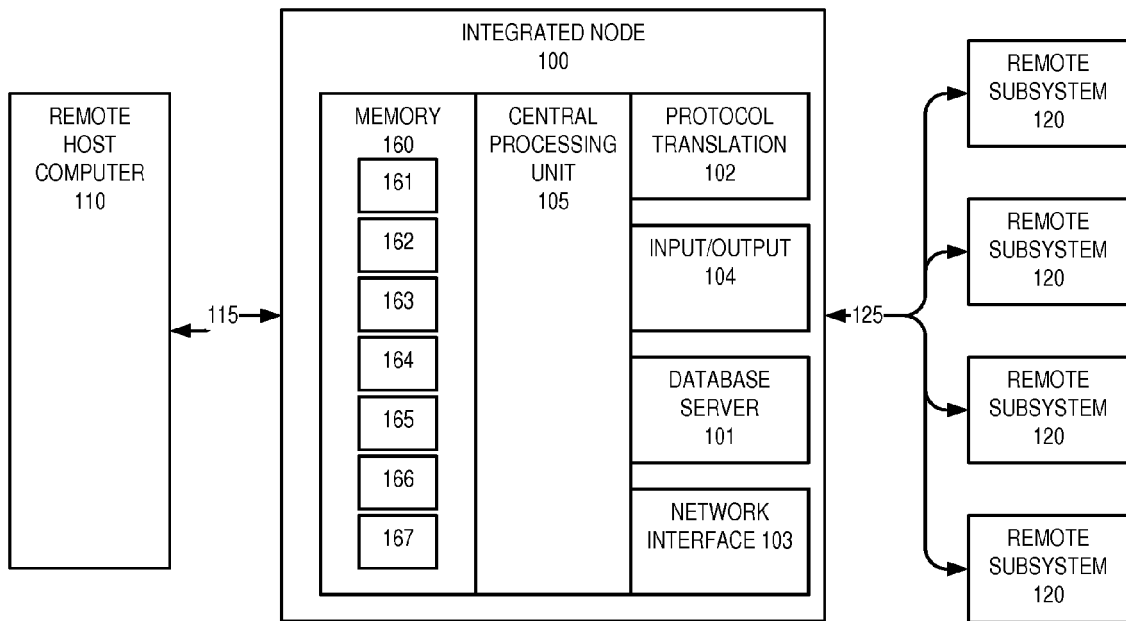 REMOTE
HOST
COMPUTER
110
115
INTEGRATED NODE
100
MEMORY
160
161
162
163
164
165
166
167
CENTRAL
PROCESSING
UNIT
105
PROTOCOL
TRANSLATION
102
INPUT/OUTPUT
104
DATABASE
SERVER
101
NETWORK
INTERFACE 103
125
REMOTE
SUBSYSTEM
120
REMOTE
SUBSYSTEM
120
REMOTE
SUBSYSTEM
120
REMOTE
SUBSYSTEM
120